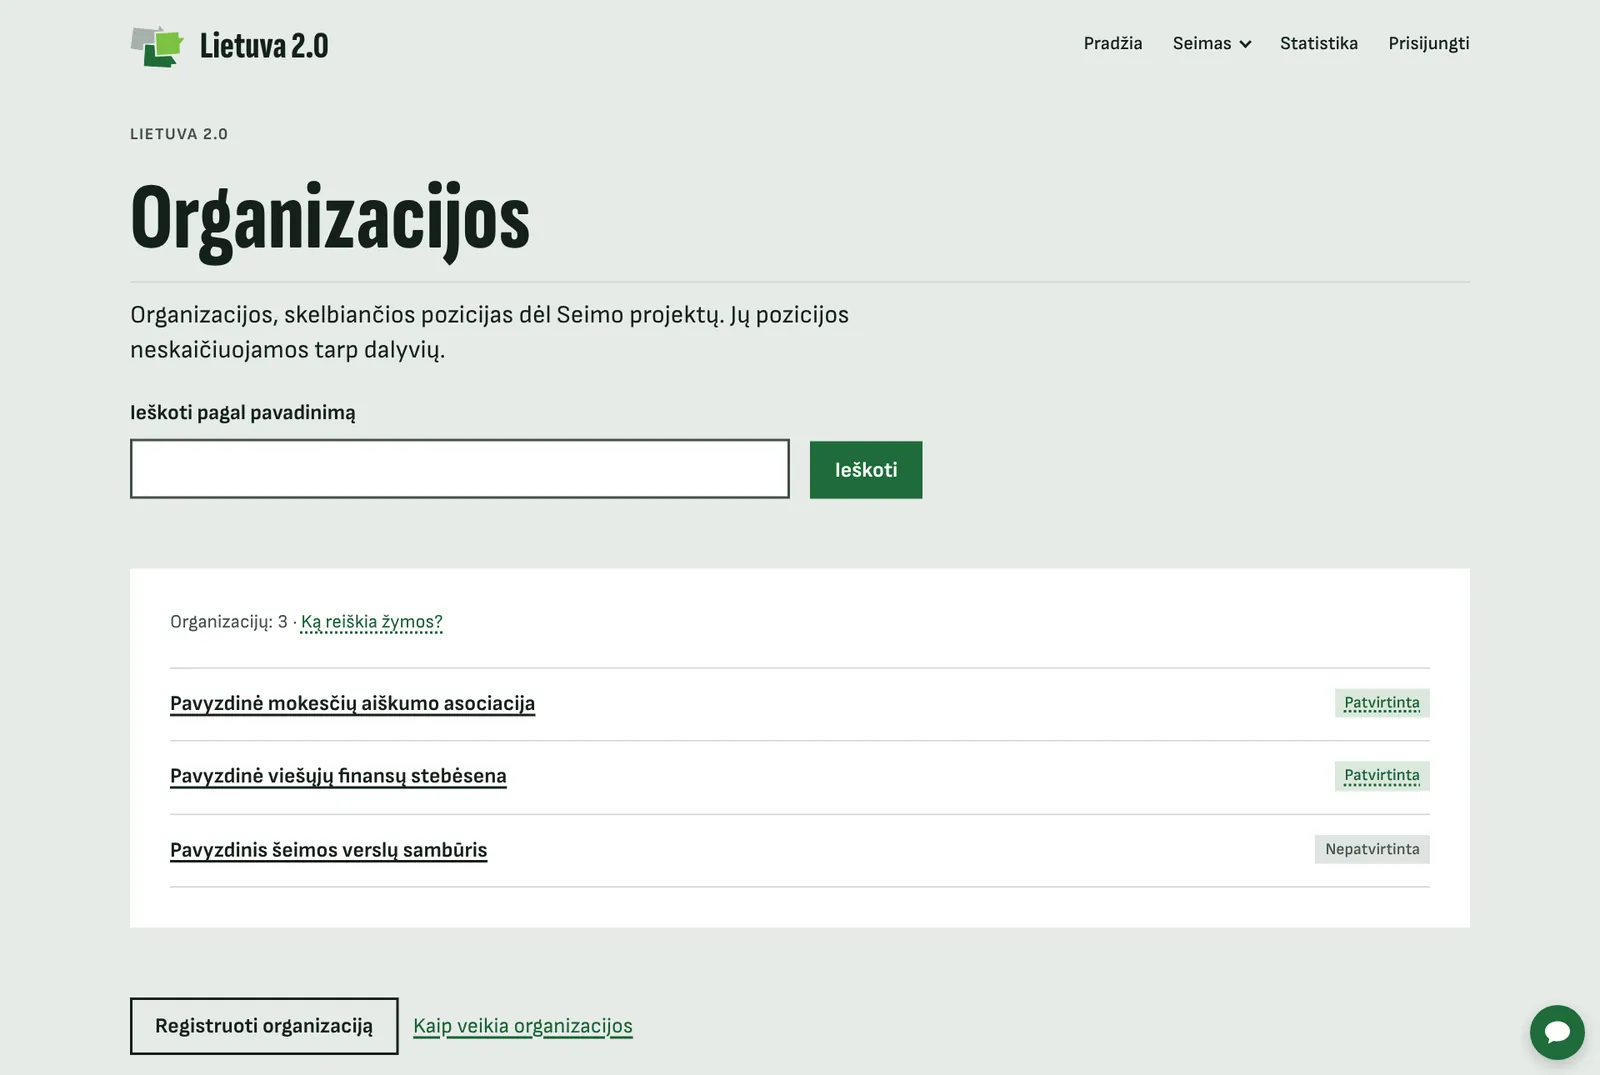 Lietuva 2.0
Pradžia
Seimas
Statistika
Prisijungti
LIETUVA 2.0
Organizacijos
Organizacijos, skelbiančios pozicijas dėl Seimo projektų. Jų pozicijos
neskaičiuojamos tarp dalyvių.
Ieškoti pagal pavadinimą
Ieškoti
Organizacijų: 3 · Ką reiškia žymos?
Pavyzdinė mokesčių aiškumo asociacija
Patvirtinta
Pavyzdinė viešųjų finansų stebėsena
Patvirtinta
Pavyzdinis šeimos verslų sambūris
Nepatvirtinta
Registruoti organizaciją
Kaip veikia organizacijos